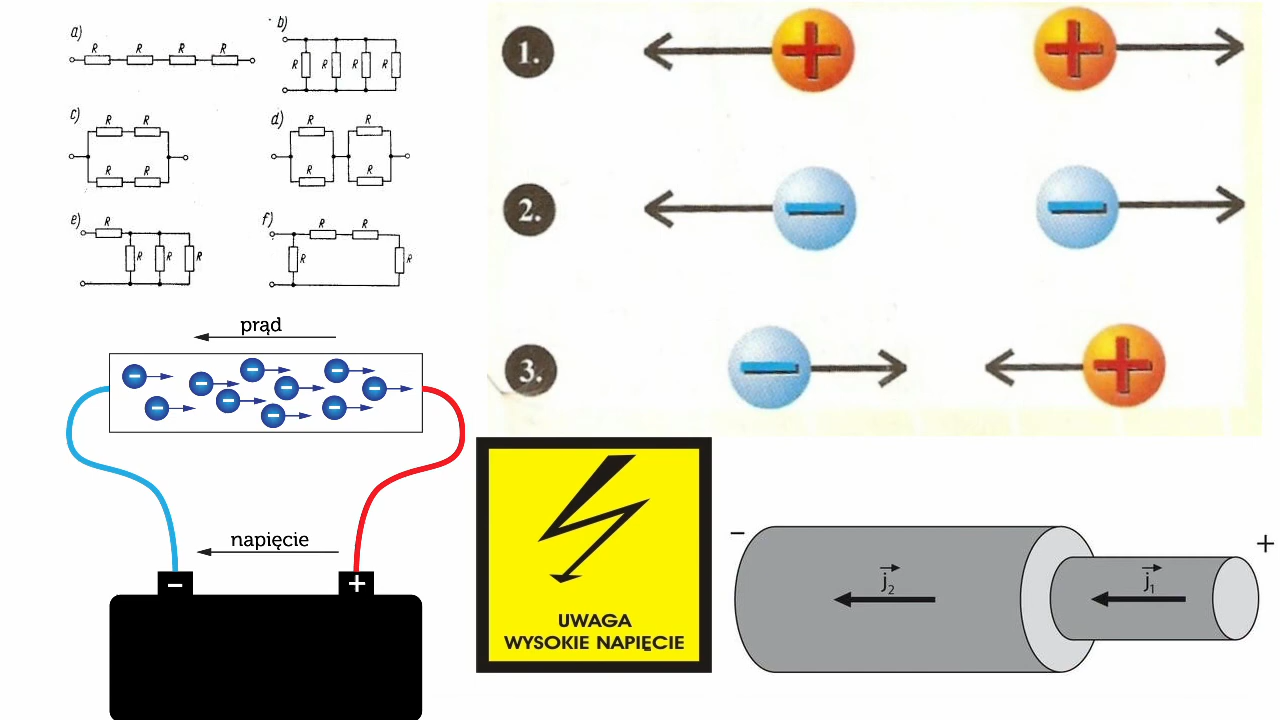 a) R R R R
b) R R R R
c) R R
R R
d) R R
R R
e) R
R R R
f) R R
R R
prąd
− − − − − − − − − −
napięcie
− +
1. + +
2. − −
3. − +
UWAGA
WYSOKIE NAPIĘCIE
− +
j₂ j₁